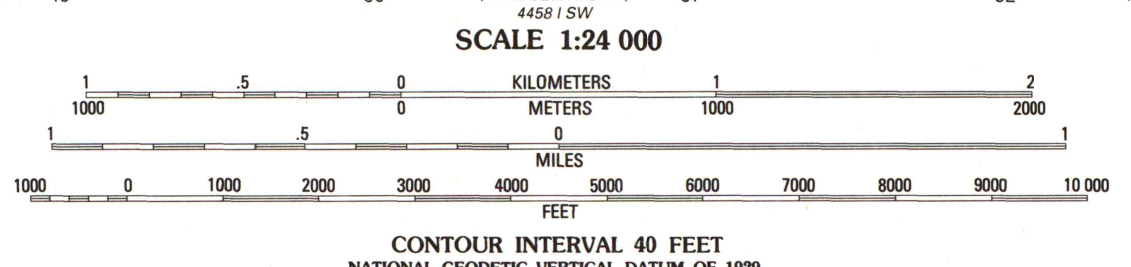 4458 I SW
SCALE 1:24 000
1 .5 0 KILOMETERS 1 2
1000 0 METERS 1000 2000
1 .5 0 1
MILES
1000 0 1000 2000 3000 4000 5000 6000 7000 8000 9000 10 000
FEET
CONTOUR INTERVAL 40 FEET
NATIONAL GEODETIC VERTICAL DATUM OF 1929